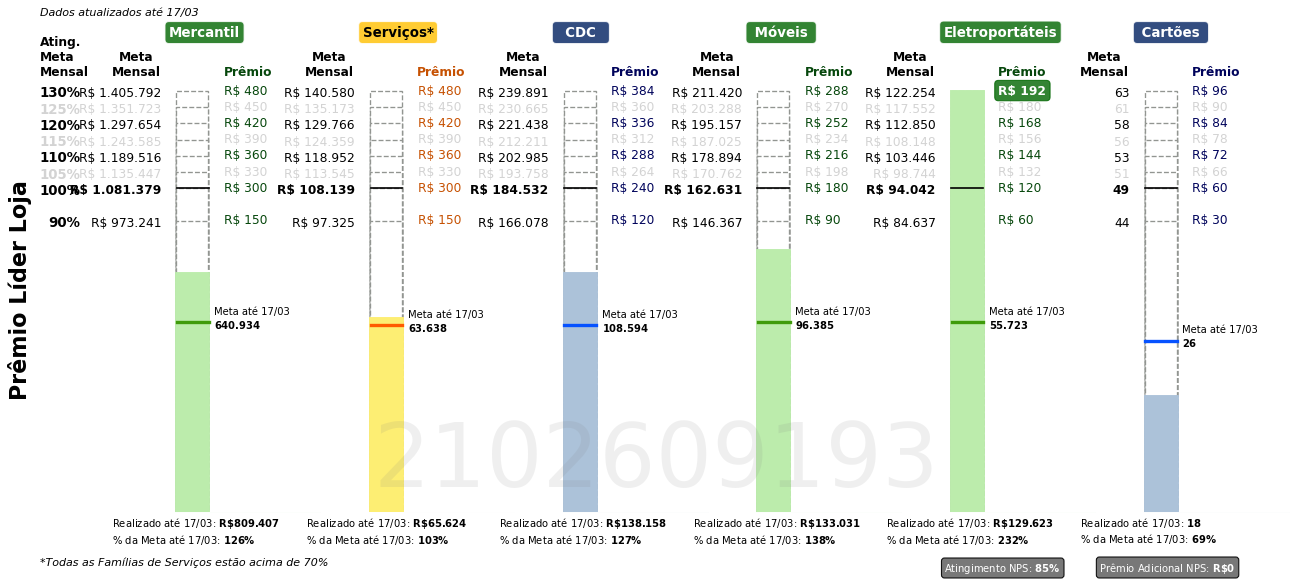 Dados atualizados até 17/03
Mercantil Serviços* CDC Móveis Eletroportáteis Cartões
Ating. Meta Mensal Meta Mensal Prêmio Meta Mensal Prêmio Meta Mensal Prêmio Meta Mensal Prêmio Meta Mensal Prêmio Meta Mensal Prêmio
130% R$ 1.405.792 R$ 480 R$ 140.580 R$ 480 R$ 239.891 R$ 384 R$ 211.420 R$ 288 R$ 122.254 R$ 192 63 R$ 96
125% R$ 1.351.723 R$ 450 R$ 135.173 R$ 450 R$ 230.665 R$ 360 R$ 203.288 R$ 270 R$ 117.552 R$ 180 61 R$ 90
120% R$ 1.297.654 R$ 420 R$ 129.766 R$ 420 R$ 221.438 R$ 336 R$ 195.157 R$ 252 R$ 112.850 R$ 168 58 R$ 84
115% R$ 1.243.585 R$ 390 R$ 124.359 R$ 390 R$ 212.211 R$ 312 R$ 187.025 R$ 234 R$ 108.148 R$ 156 56 R$ 78
110% R$ 1.189.516 R$ 360 R$ 118.952 R$ 360 R$ 202.985 R$ 288 R$ 178.894 R$ 216 R$ 103.446 R$ 144 53 R$ 72
105% R$ 1.135.447 R$ 330 R$ 113.545 R$ 330 R$ 193.758 R$ 264 R$ 170.762 R$ 198 R$ 98.744 R$ 132 51 R$ 66
100% R$ 1.081.379 R$ 300 R$ 108.139 R$ 300 R$ 184.532 R$ 240 R$ 162.631 R$ 180 R$ 94.042 R$ 120 49 R$ 60
90% R$ 973.241 R$ 150 R$ 97.325 R$ 150 R$ 166.078 R$ 120 R$ 146.367 R$ 90 R$ 84.637 R$ 60 44 R$ 30
Prêmio Líder Loja
Meta até 17/03 Meta até 17/03 Meta até 17/03 Meta até 17/03 Meta até 17/03 Meta até 17/03
640.934 63.638 108.594 96.385 55.723 26
2102609193
Realizado até 17/03: R$809.407 Realizado até 17/03: R$65.624 Realizado até 17/03: R$138.158 Realizado até 17/03: R$133.031 Realizado até 17/03: R$129.623 Realizado até 17/03: 18
% da Meta até 17/03: 126% % da Meta até 17/03: 103% % da Meta até 17/03: 127% % da Meta até 17/03: 138% % da Meta até 17/03: 232% % da Meta até 17/03: 69%
*Todas as Famílias de Serviços estão acima de 70% Atingimento NPS: 85% Prêmio Adicional NPS: R$0